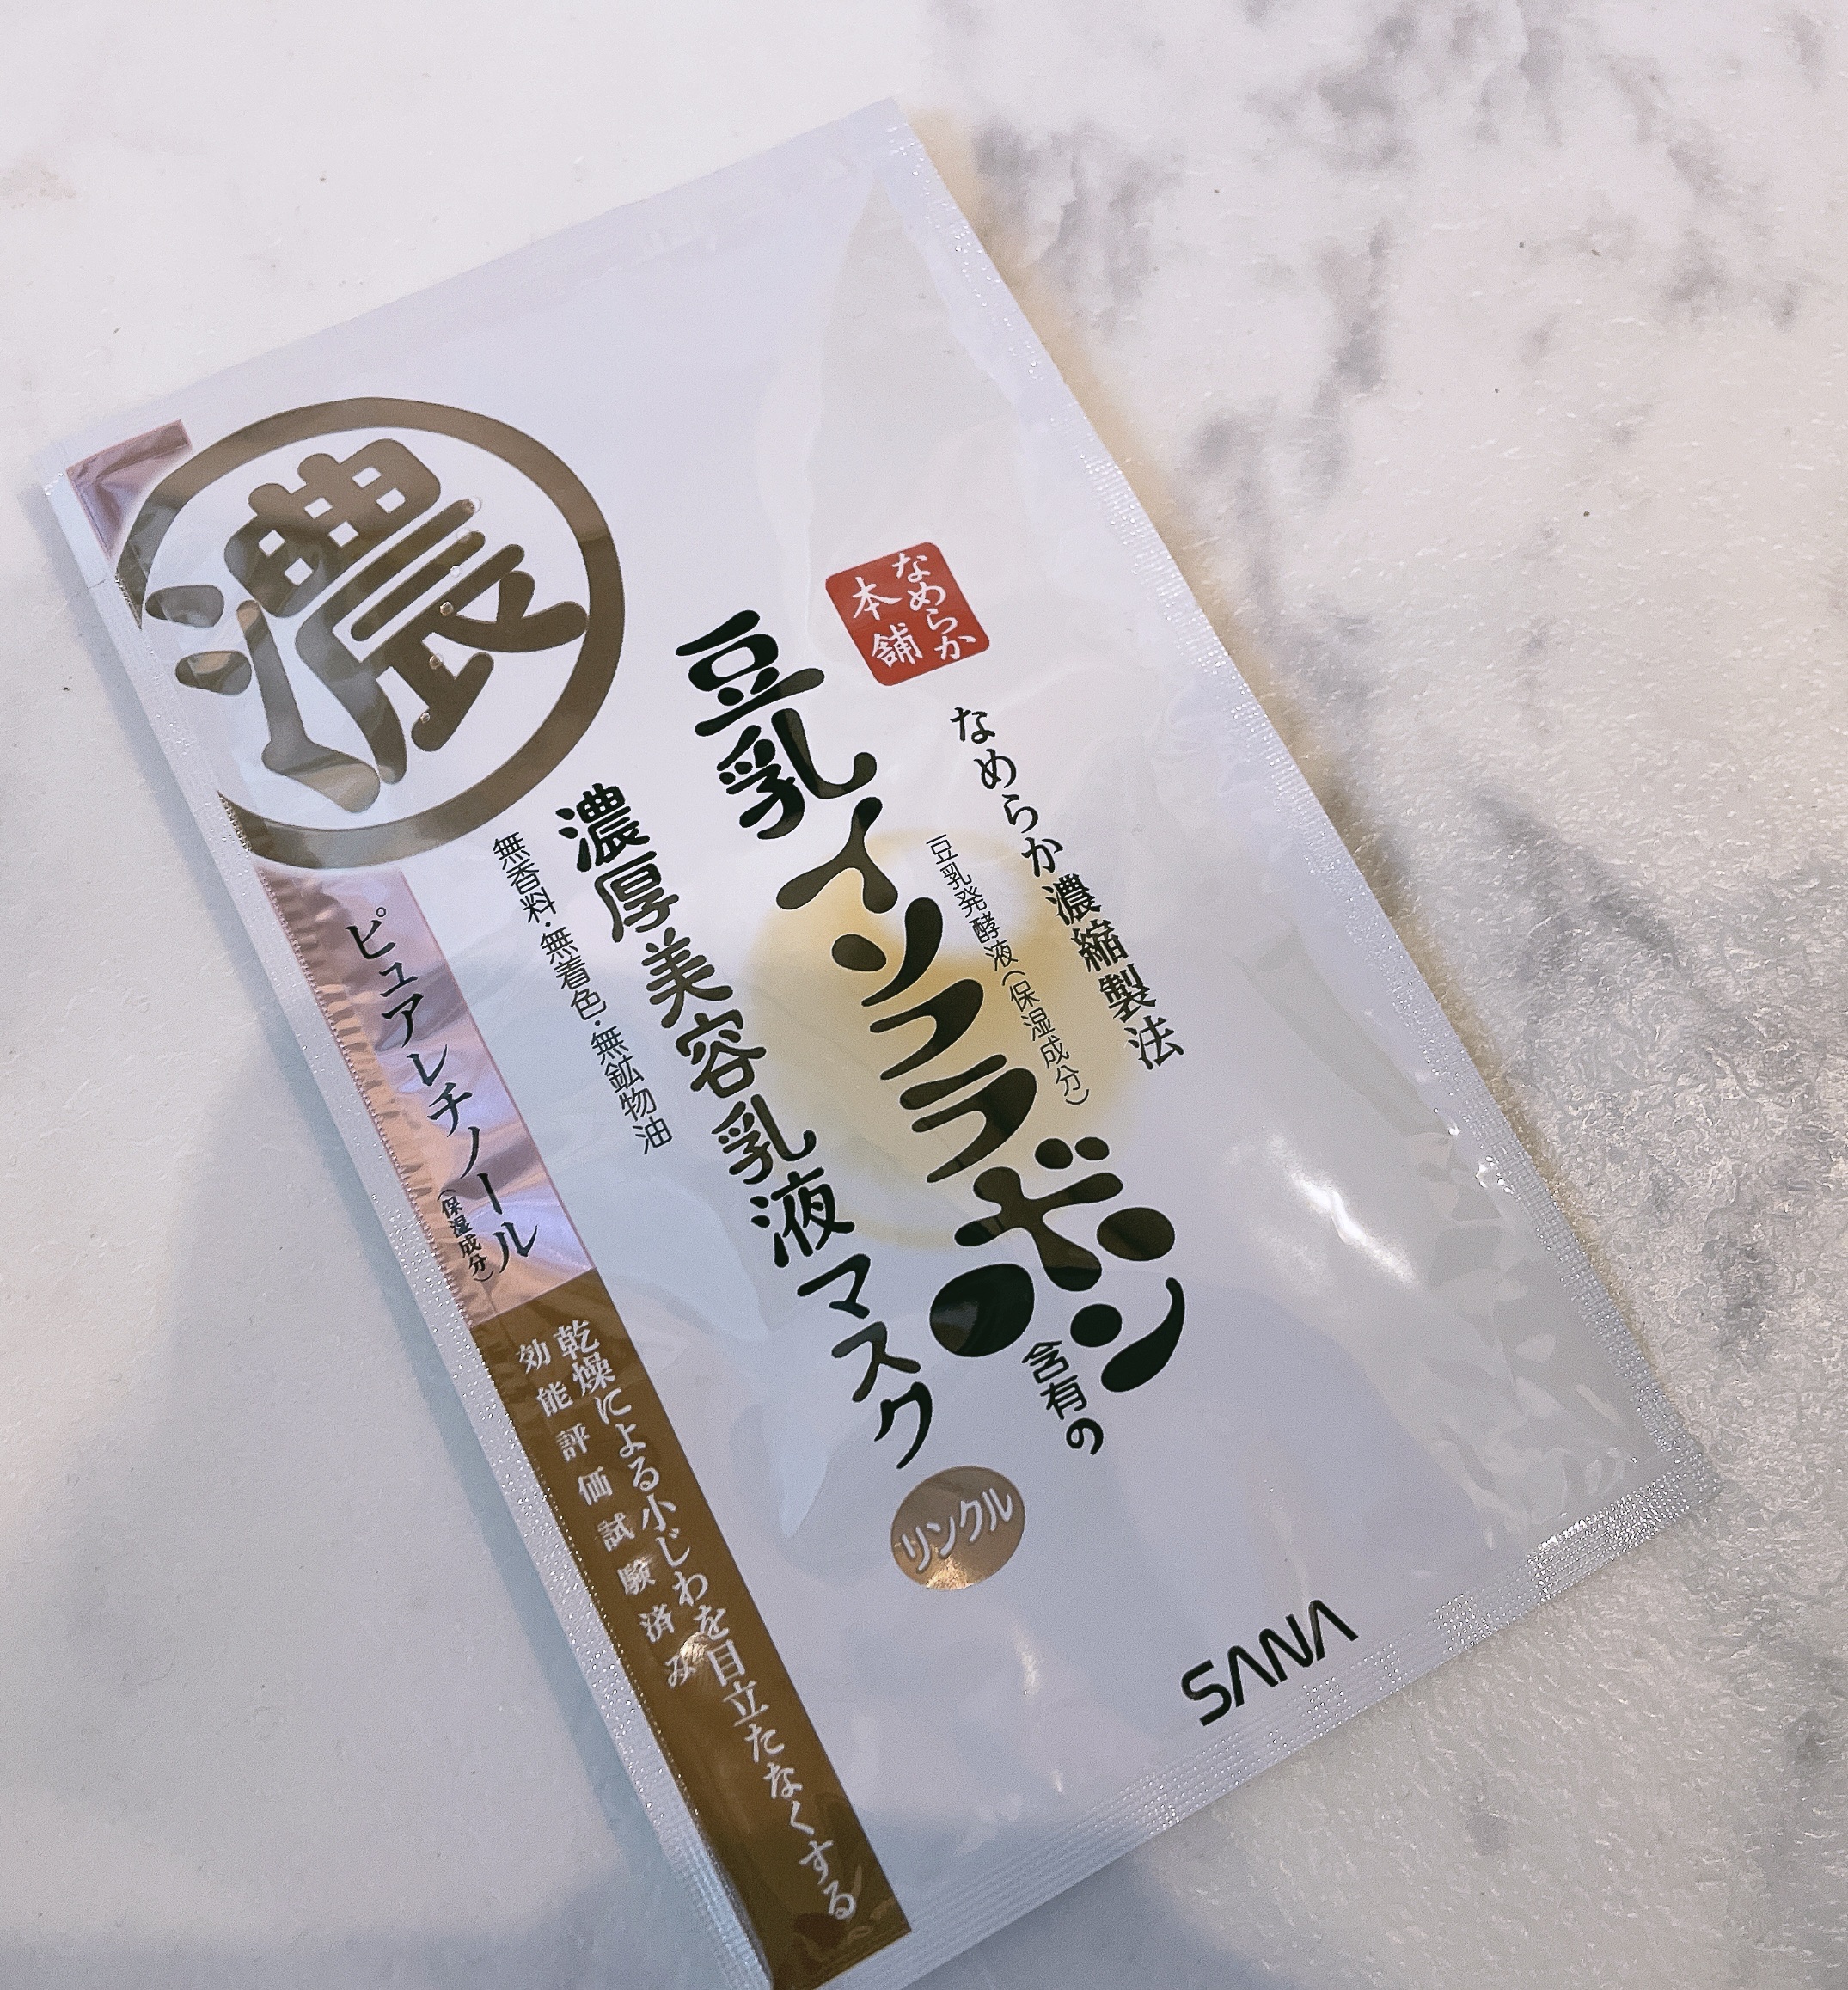 なめらか
本舗
なめらか濃縮製法
豆乳発酵液(保湿成分)
豆乳イソフラボン
含有の
濃厚美容乳液マスク
リンクル
無香料・無着色・無鉱物油
濃
ピュアレチノール
(保湿成分)
乾燥による小じわを目立たなくする
効能評価試験済み
SANA